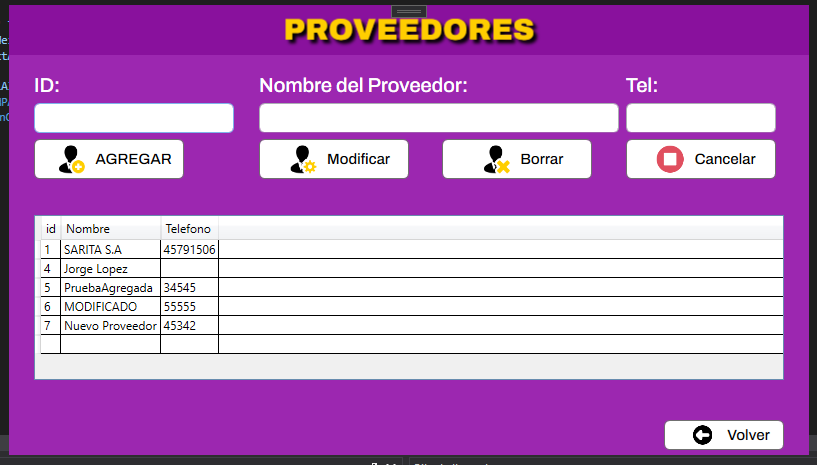 PROVEEDORES
ID: Nombre del Proveedor: Tel:
AGREGAR Modificar Borrar Cancelar
id Nombre Telefono
1 SARITA S.A 45791506
4 Jorge Lopez
5 PruebaAgregada 34545
6 MODIFICADO 55555
7 Nuevo Proveedor 45342
Volver